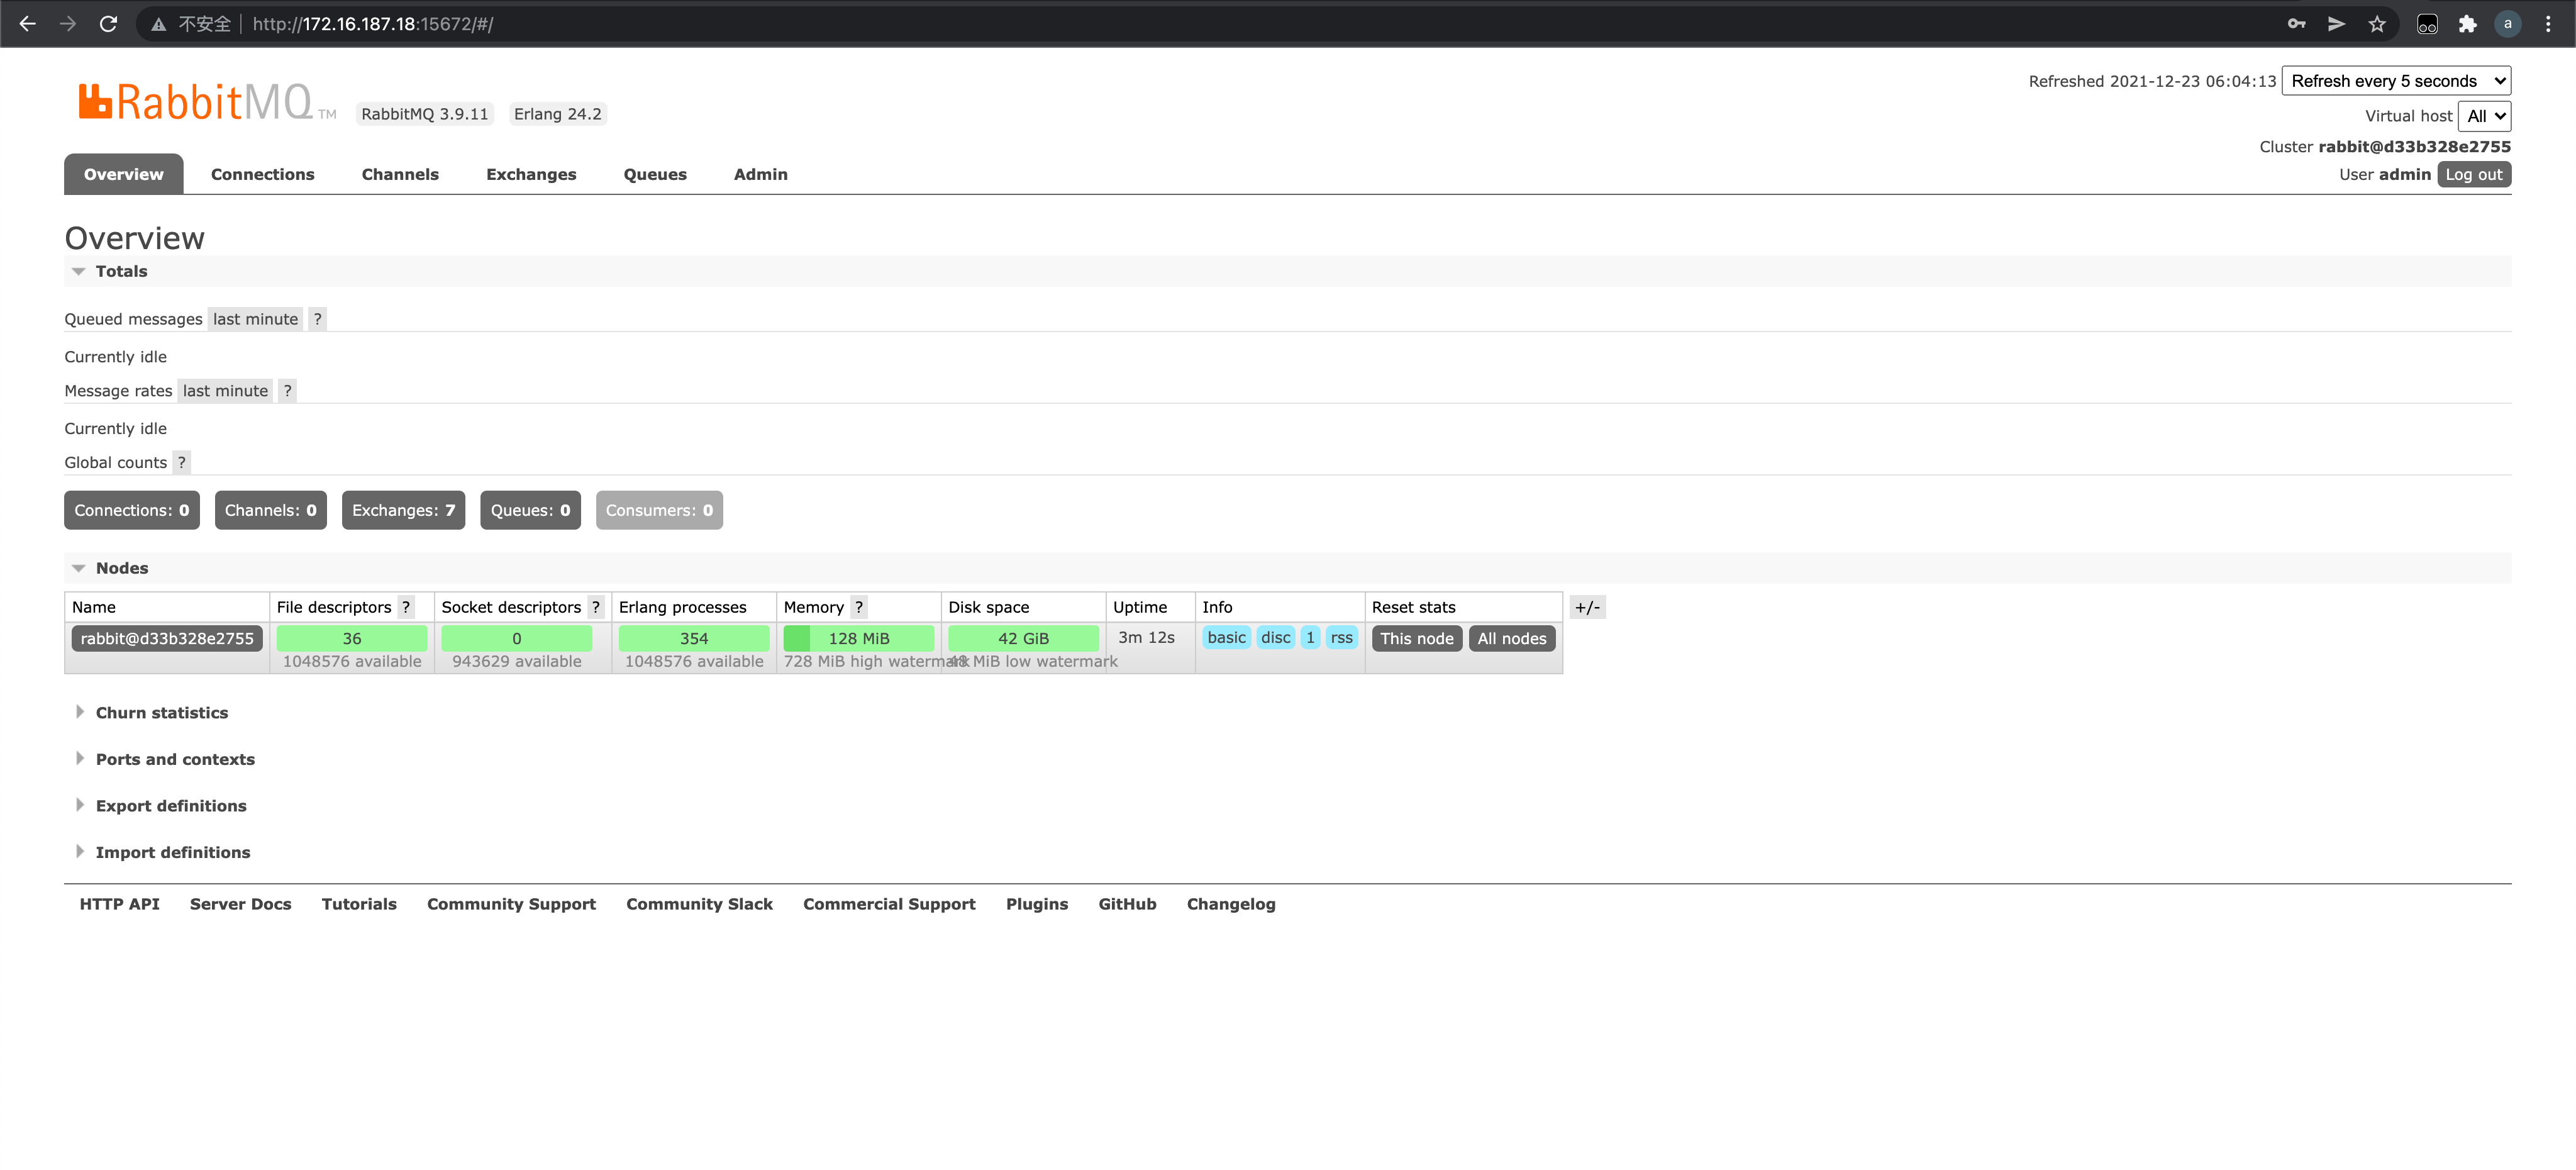 不安全 http://172.16.187.18:15672/#/
a
RabbitMQ TM RabbitMQ 3.9.11 Erlang 24.2
Refreshed 2021-12-23 06:04:13 Refresh every 5 seconds
Virtual host All
Cluster rabbit@d33b328e2755
User admin Log out
Overview Connections Channels Exchanges Queues Admin
Overview
Totals
Queued messages last minute ?
Currently idle
Message rates last minute ?
Currently idle
Global counts ?
Connections: 0 Channels: 0 Exchanges: 7 Queues: 0 Consumers: 0
Nodes
Name File descriptors ? Socket descriptors ? Erlang processes Memory ? Disk space Uptime Info Reset stats +/-
rabbit@d33b328e2755 36 0 354 128 MiB 42 GiB 3m 12s basic disc 1 rss This node All nodes
1048576 available 943629 available 1048576 available 728 MiB high watermark 48 MiB low watermark
Churn statistics
Ports and contexts
Export definitions
Import definitions
HTTP API Server Docs Tutorials Community Support Community Slack Commercial Support Plugins GitHub Changelog